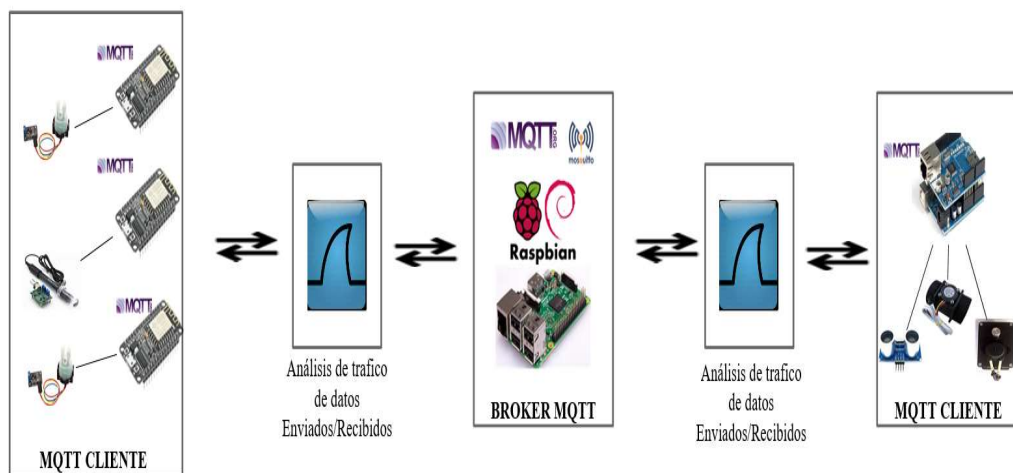 MQTT
MQTT
MQTT
MQTT CLIENTE
Análisis de trafico
de datos
Enviados/Recibidos
MQTT
.ORG
mosquitto
Raspbian
BROKER MQTT
Análisis de trafico
de datos
Enviados/Recibidos
MQTT
MQTT CLIENTE